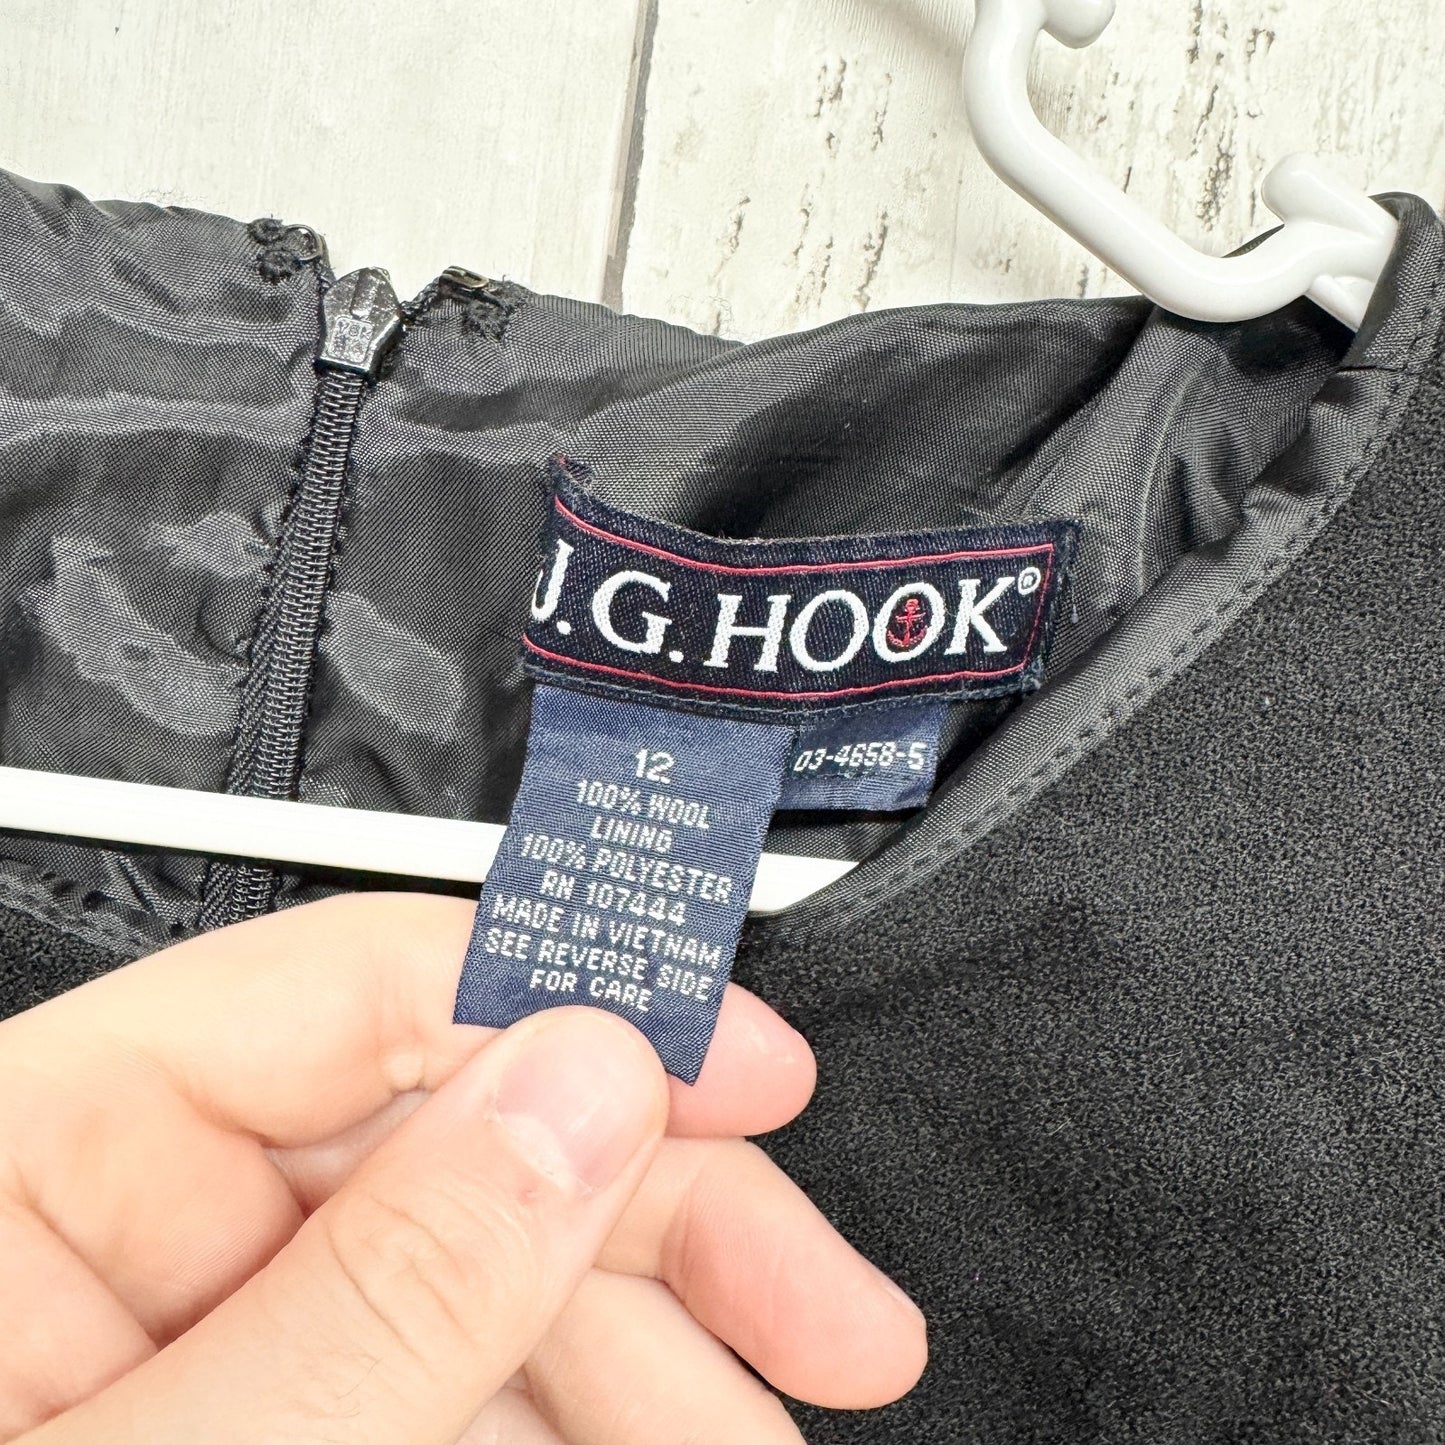 J.G.HOOK®
03-4658-5
12
100% WOOL
LINING
100% POLYESTER
RN 107444
MADE IN VIETNAM
SEE REVERSE SIDE
FOR CARE